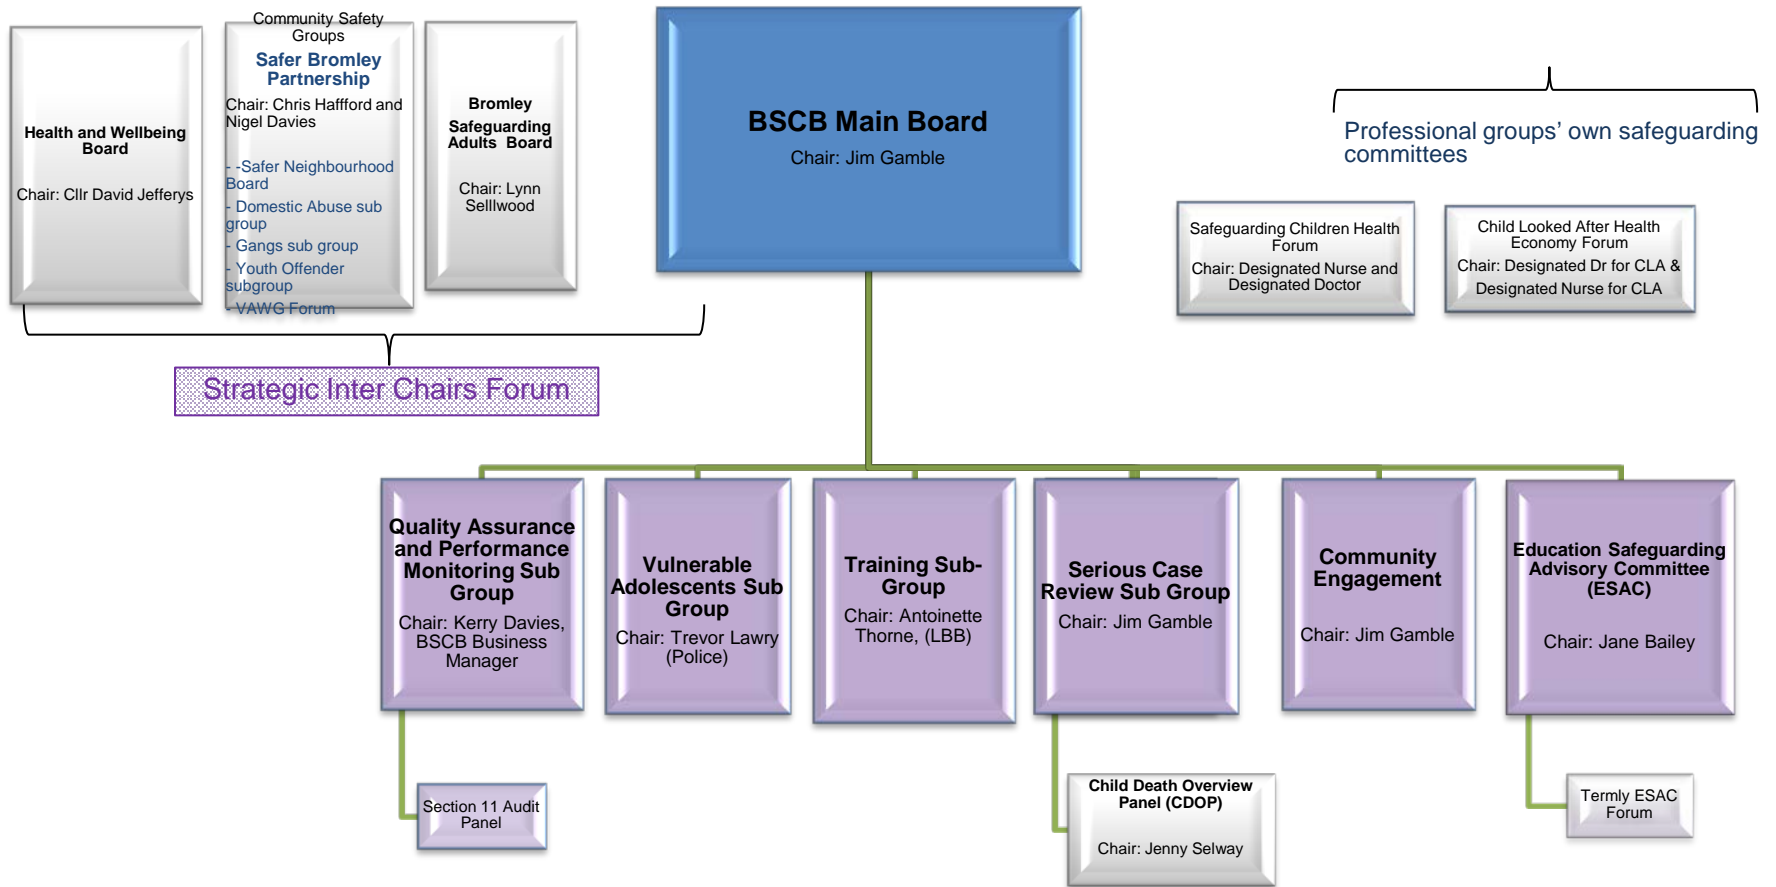 Health and Wellbeing
Board
Chair: Cllr David Jefferys
Community Safety
Groups
Safer Bromley
Partnership
Chair: Chris Haffford and
Nigel Davies
- -Safer Neighbourhood
Board
- Domestic Abuse sub
group
- Gangs sub group
- Youth Offender
subgroup
- VAWG Forum
Bromley
Safeguarding
Adults Board
Chair: Lynn
Selllwood
Strategic Inter Chairs Forum
BSCB Main Board
Chair: Jim Gamble
Professional groups’ own safeguarding
committees
Safeguarding Children Health
Forum
Chair: Designated Nurse and
Designated Doctor
Child Looked After Health
Economy Forum
Chair: Designated Dr for CLA &
Designated Nurse for CLA
Quality Assurance
and Performance
Monitoring Sub
Group
Chair: Kerry Davies,
BSCB Business
Manager
Vulnerable
Adolescents Sub
Group
Chair: Trevor Lawry
(Police)
Training Sub-
Group
Chair: Antoinette
Thorne, (LBB)
Serious Case
Review Sub Group
Chair: Jim Gamble
Community
Engagement
Chair: Jim Gamble
Education Safeguarding
Advisory Committee
(ESAC)
Chair: Jane Bailey
Section 11 Audit
Panel
Child Death Overview
Panel (CDOP)
Chair: Jenny Selway
Termly ESAC
Forum